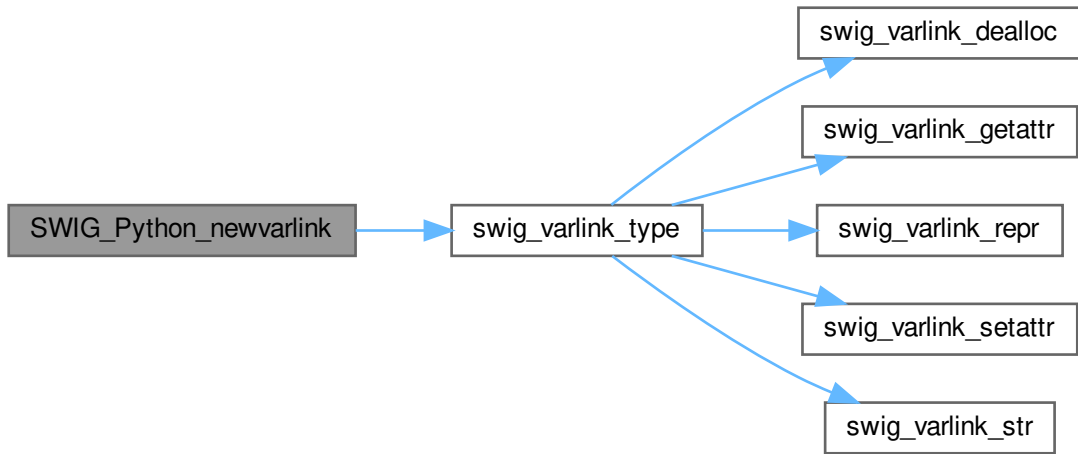 SWIG_Python_newvarlink
swig_varlink_type
swig_varlink_dealloc
swig_varlink_getattr
swig_varlink_repr
swig_varlink_setattr
swig_varlink_str